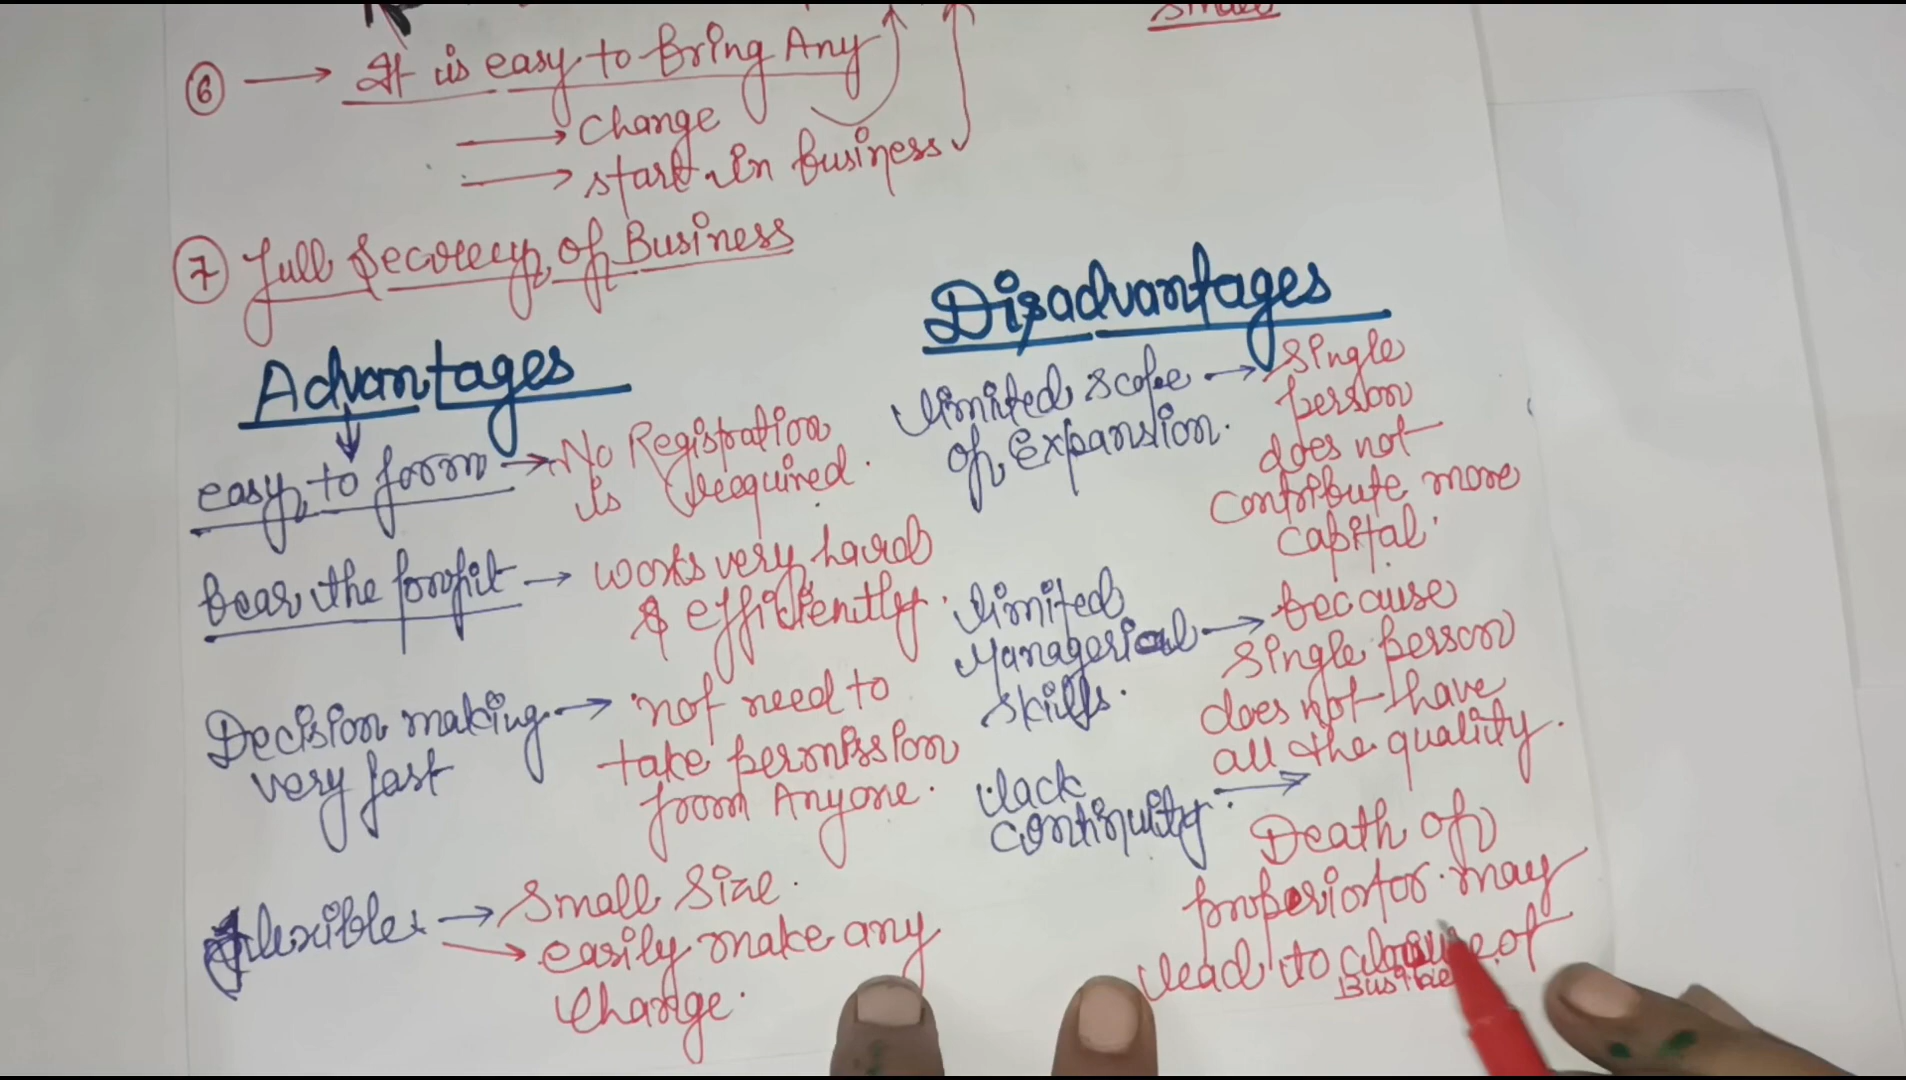 small
⑥ → It is easy to Bring Any
→ change
→ start in business
⑦ full secrecy of Business
Advantages
easy to form → No Registration
is required.
bear the profit → works very hard
& efficiently.
Decision making → not need to
very fast take permission
from Anyone.
flexible → small size.
→ easily make any
change.
Disadvantages
limited scope → single
of Expansion. person
does not
contribute more
capital.
limited → because
Managerial single person
skills. does not have
all the quality.
lack →
continuity. Death of
properiortor may
lead to closure of